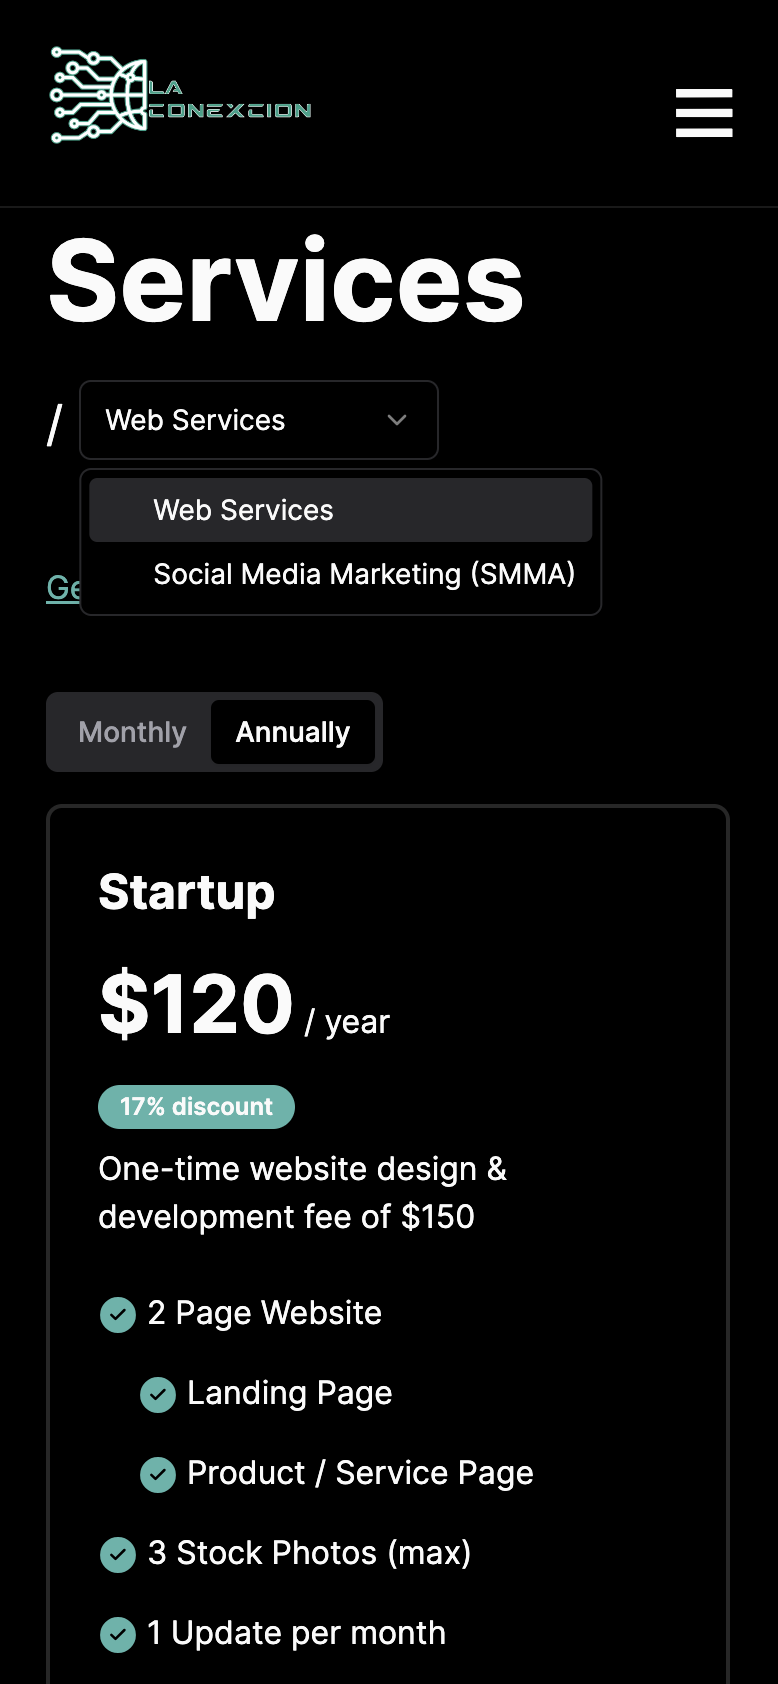 LA
CONEXCION
Services
/ Web Services
Web Services
Social Media Marketing (SMMA)
Monthly Annually
Startup
$120 / year
17% discount
One-time website design &
development fee of $150
2 Page Website
Landing Page
Product / Service Page
3 Stock Photos (max)
1 Update per month